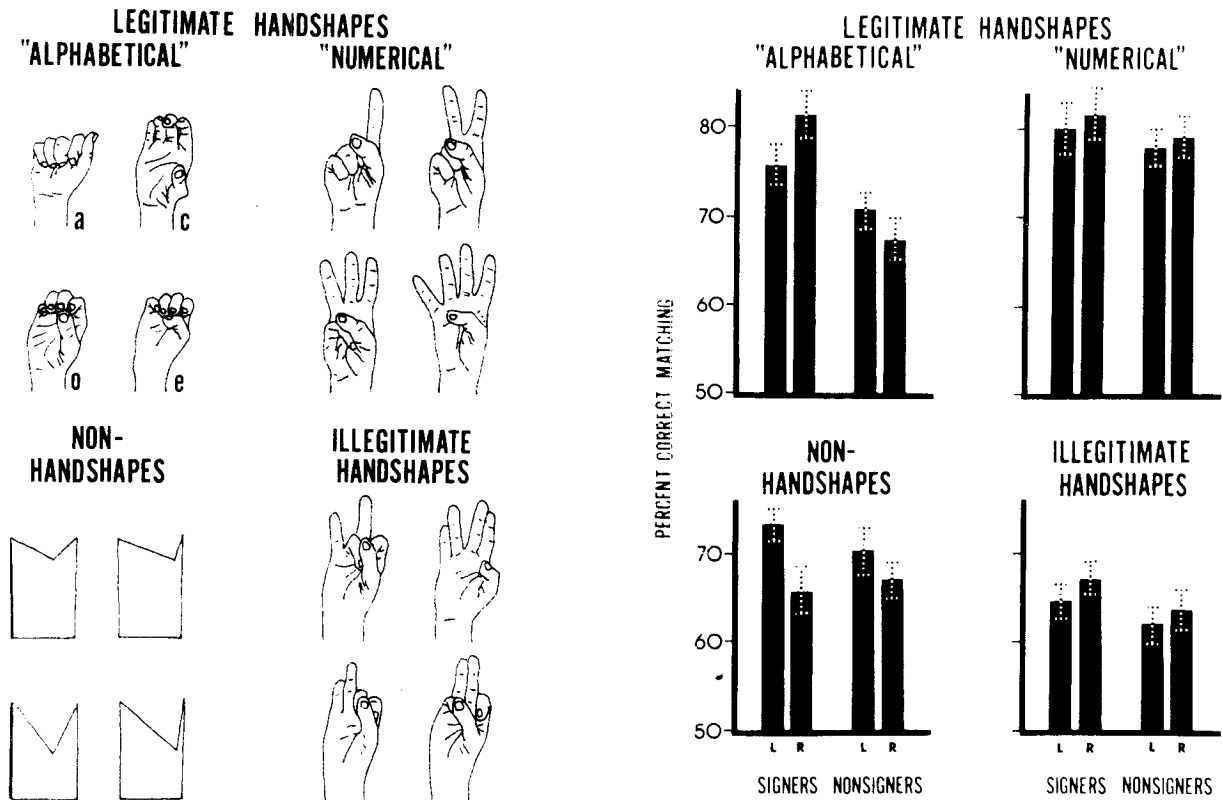 LEGITIMATE HANDSHAPES
"ALPHABETICAL" "NUMERICAL"
a c
o e
NON-
HANDSHAPES
ILLEGITIMATE
HANDSHAPES
LEGITIMATE HANDSHAPES
"ALPHABETICAL" "NUMERICAL"
PERCENT CORRECT MATCHING
80
70
60
50
NON-
HANDSHAPES
ILLEGITIMATE
HANDSHAPES
70
60
50
L R L R L R L R
SIGNERS NONSIGNERS SIGNERS NONSIGNERS